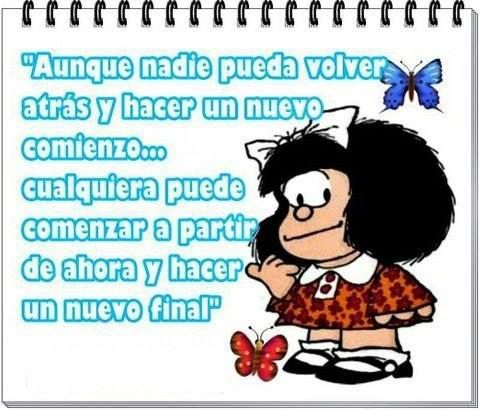 "Aunque nadie pueda volver
atrás y hacer un nuevo
comienzo...
cualquiera puede
comenzar a partir
de ahora y hacer
un nuevo final"